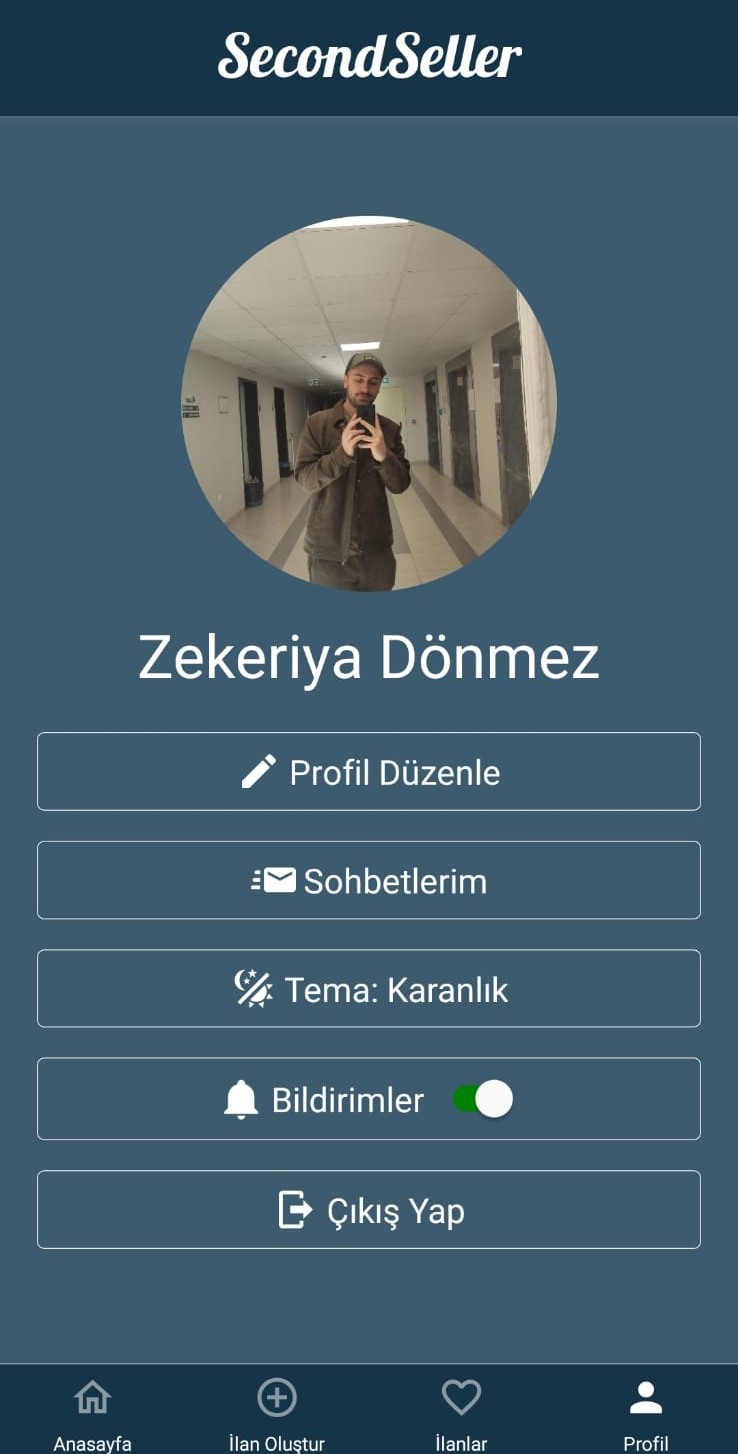 SecondSeller
Zekeriya Dönmez
Profil Düzenle
Sohbetlerim
Tema: Karanlık
Bildirimler
Çıkış Yap
Anasayfa
İlan Oluştur
İlanlar
Profil